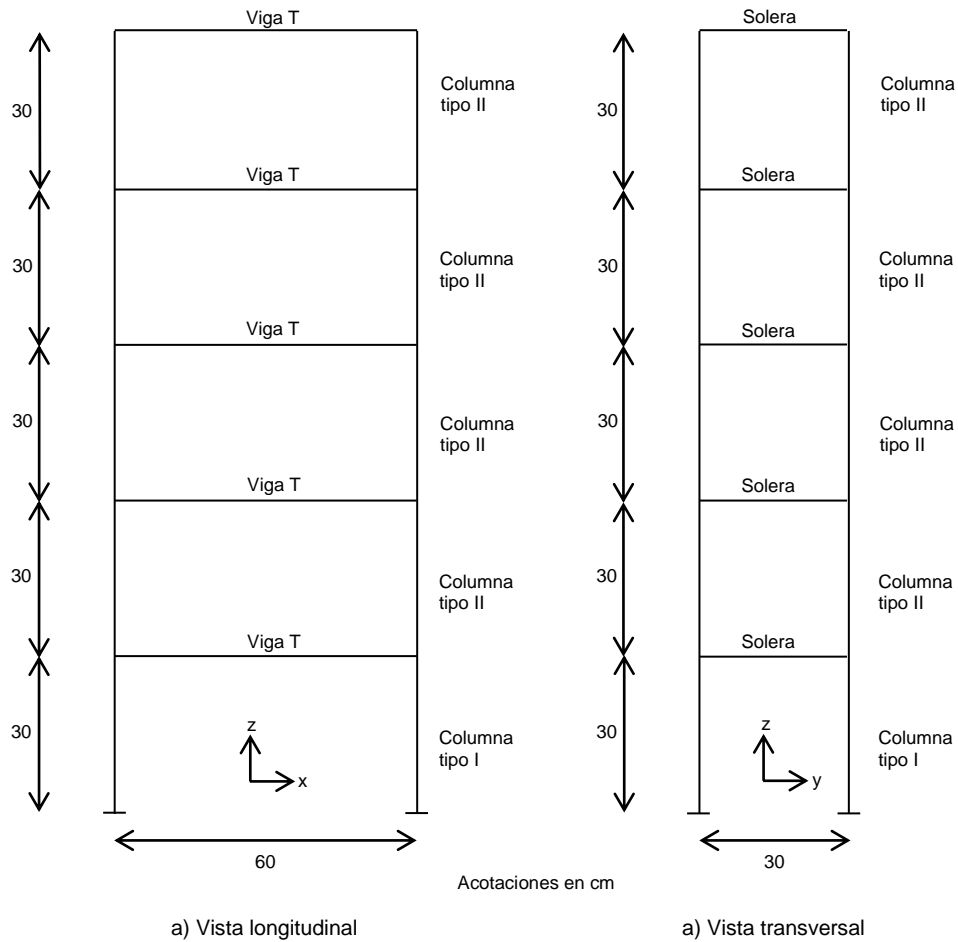 Viga T
Solera
30
Columna
tipo II
30
Columna
tipo II
Viga T
Solera
30
Columna
tipo II
30
Columna
tipo II
Viga T
Solera
30
Columna
tipo II
30
Columna
tipo II
Viga T
Solera
30
Columna
tipo II
30
Columna
tipo II
Viga T
Solera
30
z
x
Columna
tipo I
30
z
y
Columna
tipo I
60
30
Acotaciones en cm
a) Vista longitudinal
a) Vista transversal